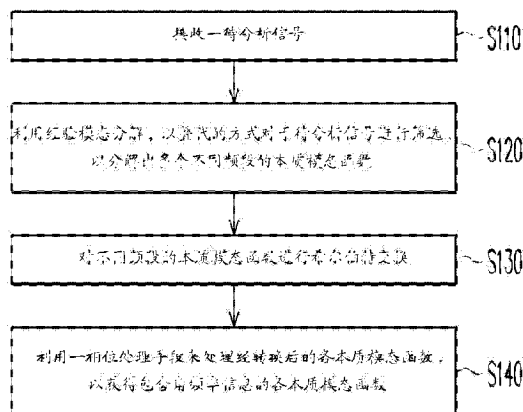 接收一待分析信号
S110
利用经验模态分解，以迭代的方式对于待分析信号进行筛选，
以分解出多个不同频段的本质模态函数
S120
对不同频段的本质模态函数进行希尔伯特变换
S130
利用一相位处理手段来处理经转换后的各本质模态函数，
以获得包含角频率信息的各本质模态函数
S140